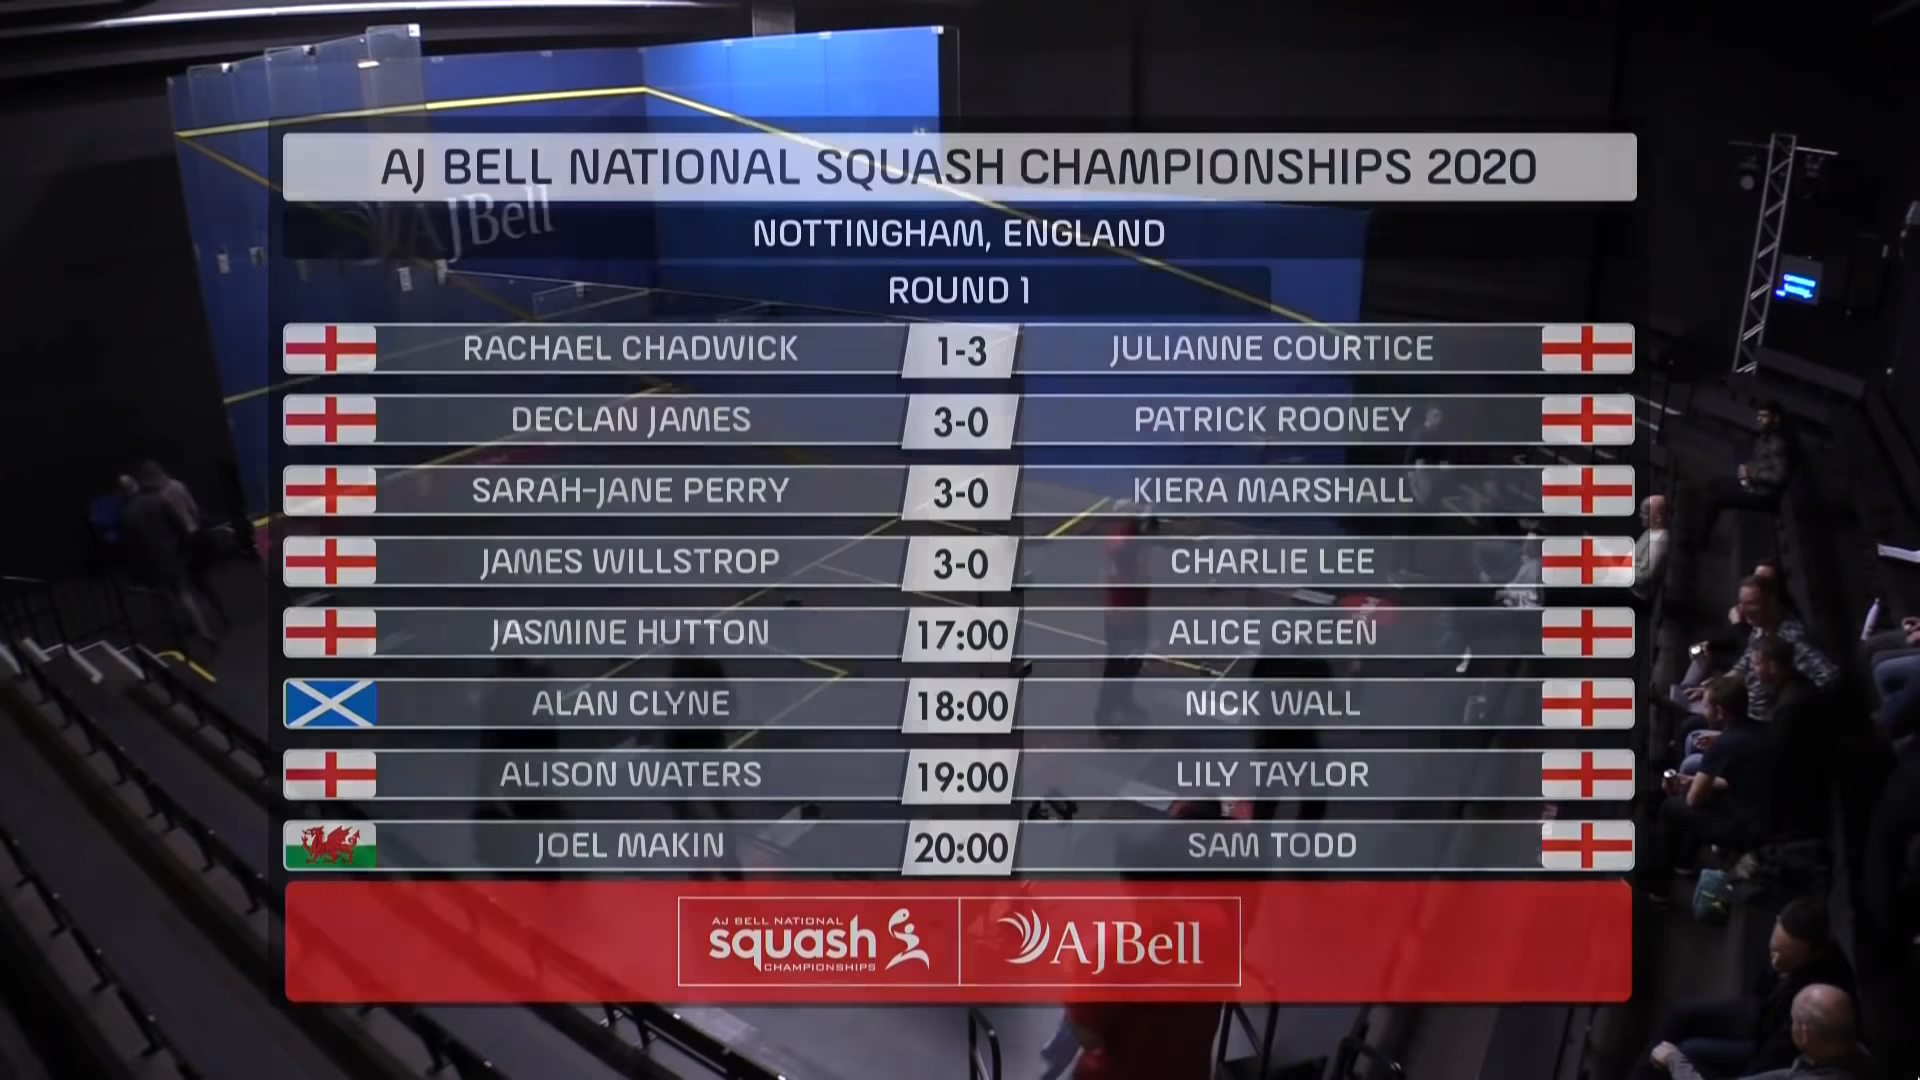 AJ BELL NATIONAL SQUASH CHAMPIONSHIPS 2020
AJBell
NOTTINGHAM, ENGLAND
ROUND 1
RACHAEL CHADWICK 1-3 JULIANNE COURTICE
DECLAN JAMES 3-0 PATRICK ROONEY
SARAH-JANE PERRY 3-0 KIERA MARSHALL
JAMES WILLSTROP 3-0 CHARLIE LEE
JASMINE HUTTON 17:00 ALICE GREEN
ALAN CLYNE 18:00 NICK WALL
ALISON WATERS 19:00 LILY TAYLOR
JOEL MAKIN 20:00 SAM TODD
AJ BELL NATIONAL
squash
CHAMPIONSHIPS
AJBell